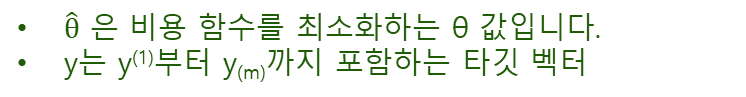 • θ̂ 은 비용 함수를 최소화하는 θ 값입니다.
• y는 y⁽¹⁾부터 y₍ₘ₎까지 포함하는 타깃 벡터